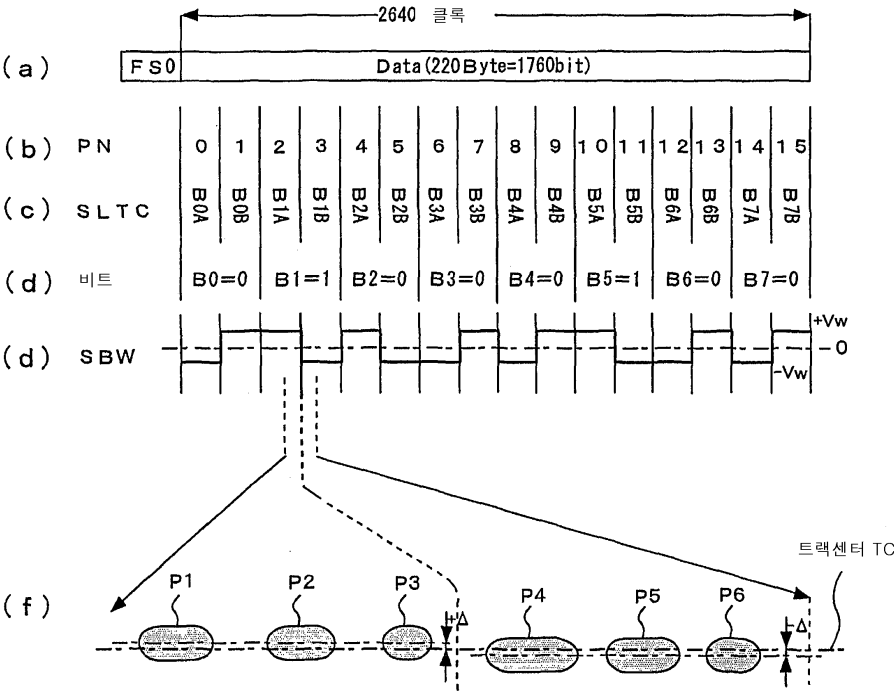 2640 클록
(a) FS0 Data(220Byte=1760bit)
(b) PN 0 1 2 3 4 5 6 7 8 9 10 11 12 13 14 15
(c) SLTC B0A B0B B1A B1B B2A B2B B3A B3B B4A B4B B5A B5B B6A B6B B7A B7B
(d) 비트 B0=0 B1=1 B2=0 B3=0 B4=0 B5=1 B6=0 B7=0
+Vw
(d) SBW 0
-Vw
트랙센터 TC
(f) P1 P2 P3 +Δ P4 P5 P6 -Δ